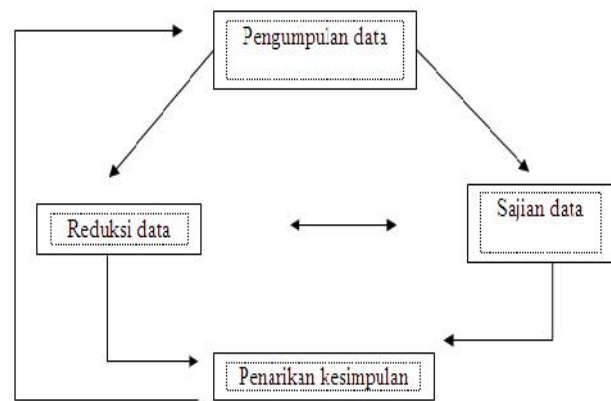 Pengumpulan data
Reduksi data
Sajian data
Penarikan kesimpulan